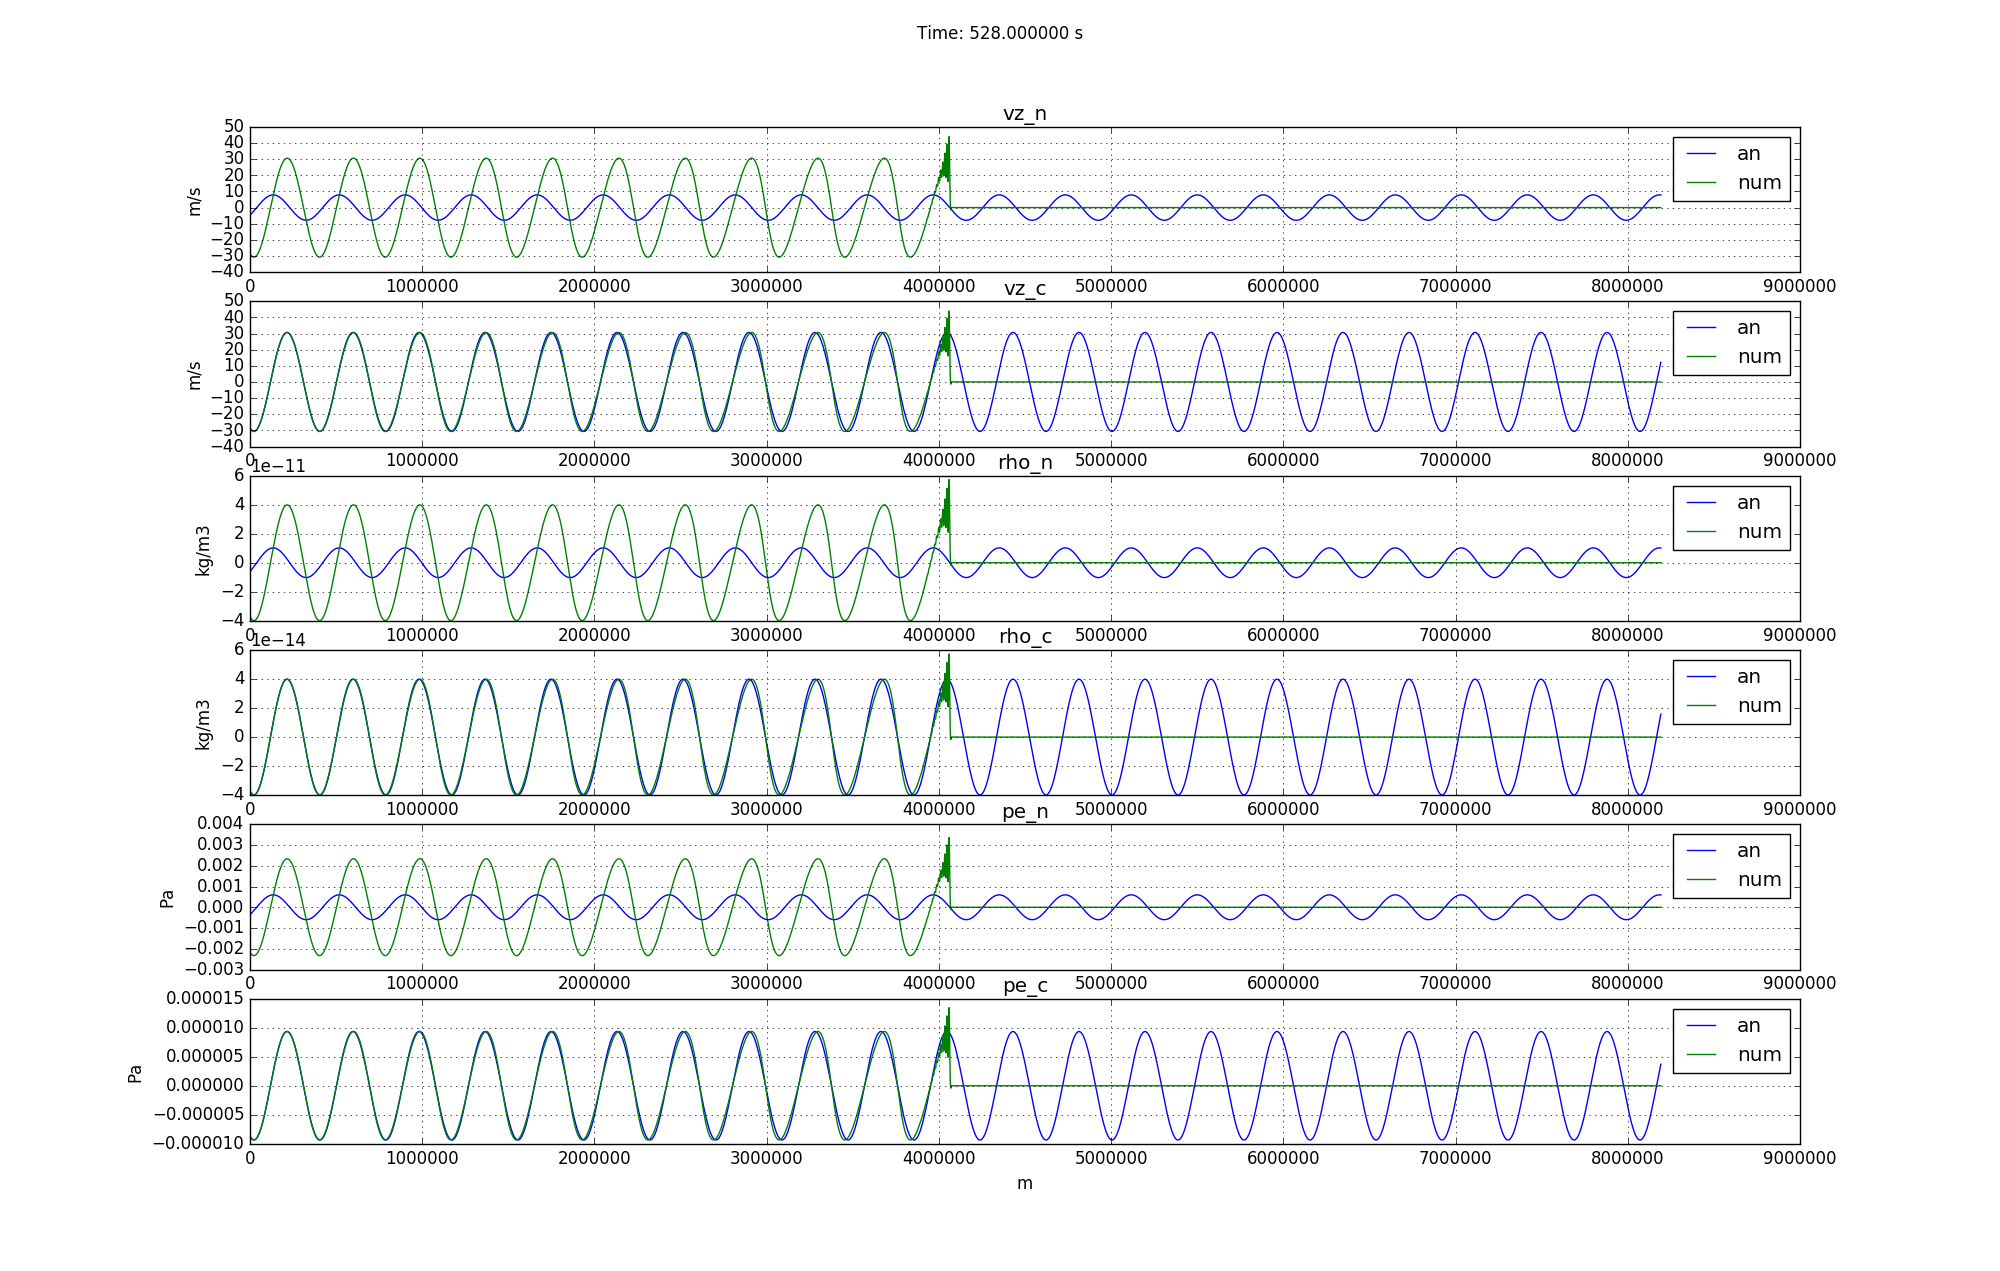 Time: 528.000000 s
vz_n
50
40
30
20
10
0
−10
−20
−30
−40
m/s
an
num
0 1000000 2000000 3000000 4000000 5000000 6000000 7000000 8000000 9000000
vz_c
50
40
30
20
10
0
−10
−20
−30
−40
m/s
an
num
0 1000000 2000000 3000000 4000000 5000000 6000000 7000000 8000000 9000000
1e−11
rho_n
6
4
2
0
−2
−4
kg/m3
an
num
0 1000000 2000000 3000000 4000000 5000000 6000000 7000000 8000000 9000000
1e−14
rho_c
6
4
2
0
−2
−4
kg/m3
an
num
0 1000000 2000000 3000000 4000000 5000000 6000000 7000000 8000000 9000000
pe_n
0.004
0.003
0.002
0.001
0.000
−0.001
−0.002
−0.003
Pa
an
num
0 1000000 2000000 3000000 4000000 5000000 6000000 7000000 8000000 9000000
pe_c
0.000015
0.000010
0.000005
0.000000
−0.000005
−0.000010
Pa
an
num
0 1000000 2000000 3000000 4000000 5000000 6000000 7000000 8000000 9000000
m